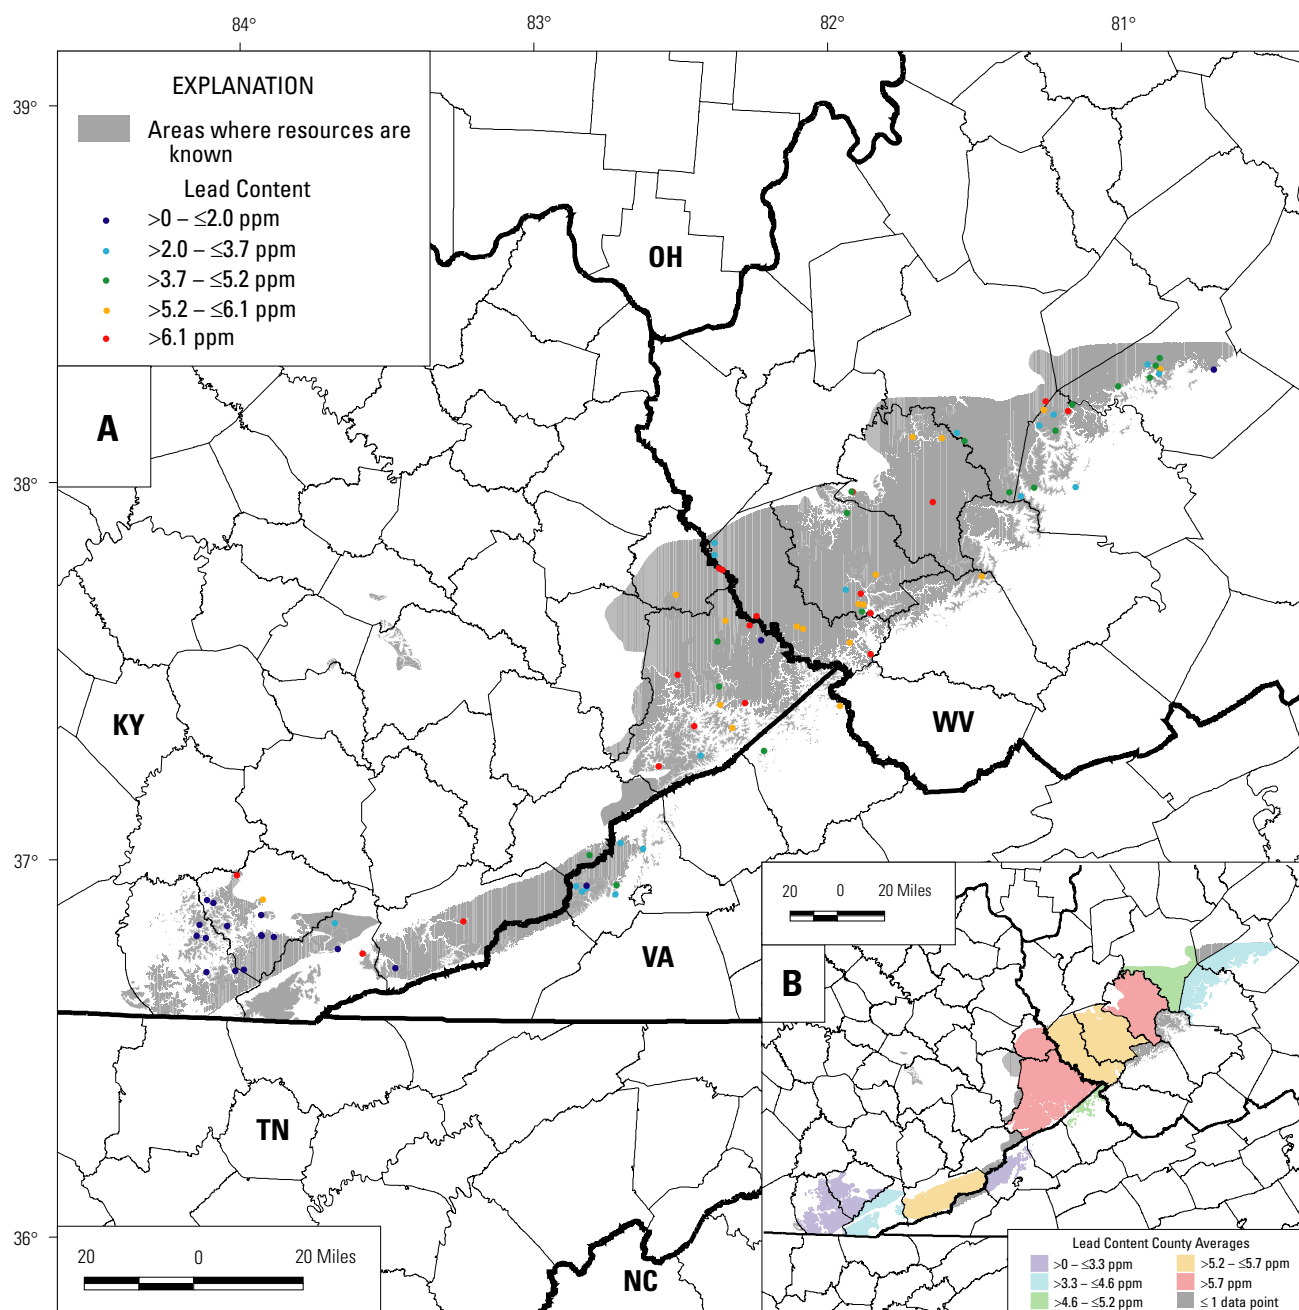 84° 83° 82° 81°
39°
38°
37°
36°
EXPLANATION
Areas where resources are
known
Lead Content
>0 – ≤2.0 ppm
>2.0 – ≤3.7 ppm
>3.7 – ≤5.2 ppm
>5.2 – ≤6.1 ppm
>6.1 ppm
A
OH
KY
WV
VA
TN
NC
20 0 20 Miles
20 0 20 Miles
B
Lead Content County Averages
>0 – ≤3.3 ppm
>3.3 – ≤4.6 ppm
>4.6 – ≤5.2 ppm
>5.2 – ≤5.7 ppm
>5.7 ppm
≤ 1 data point